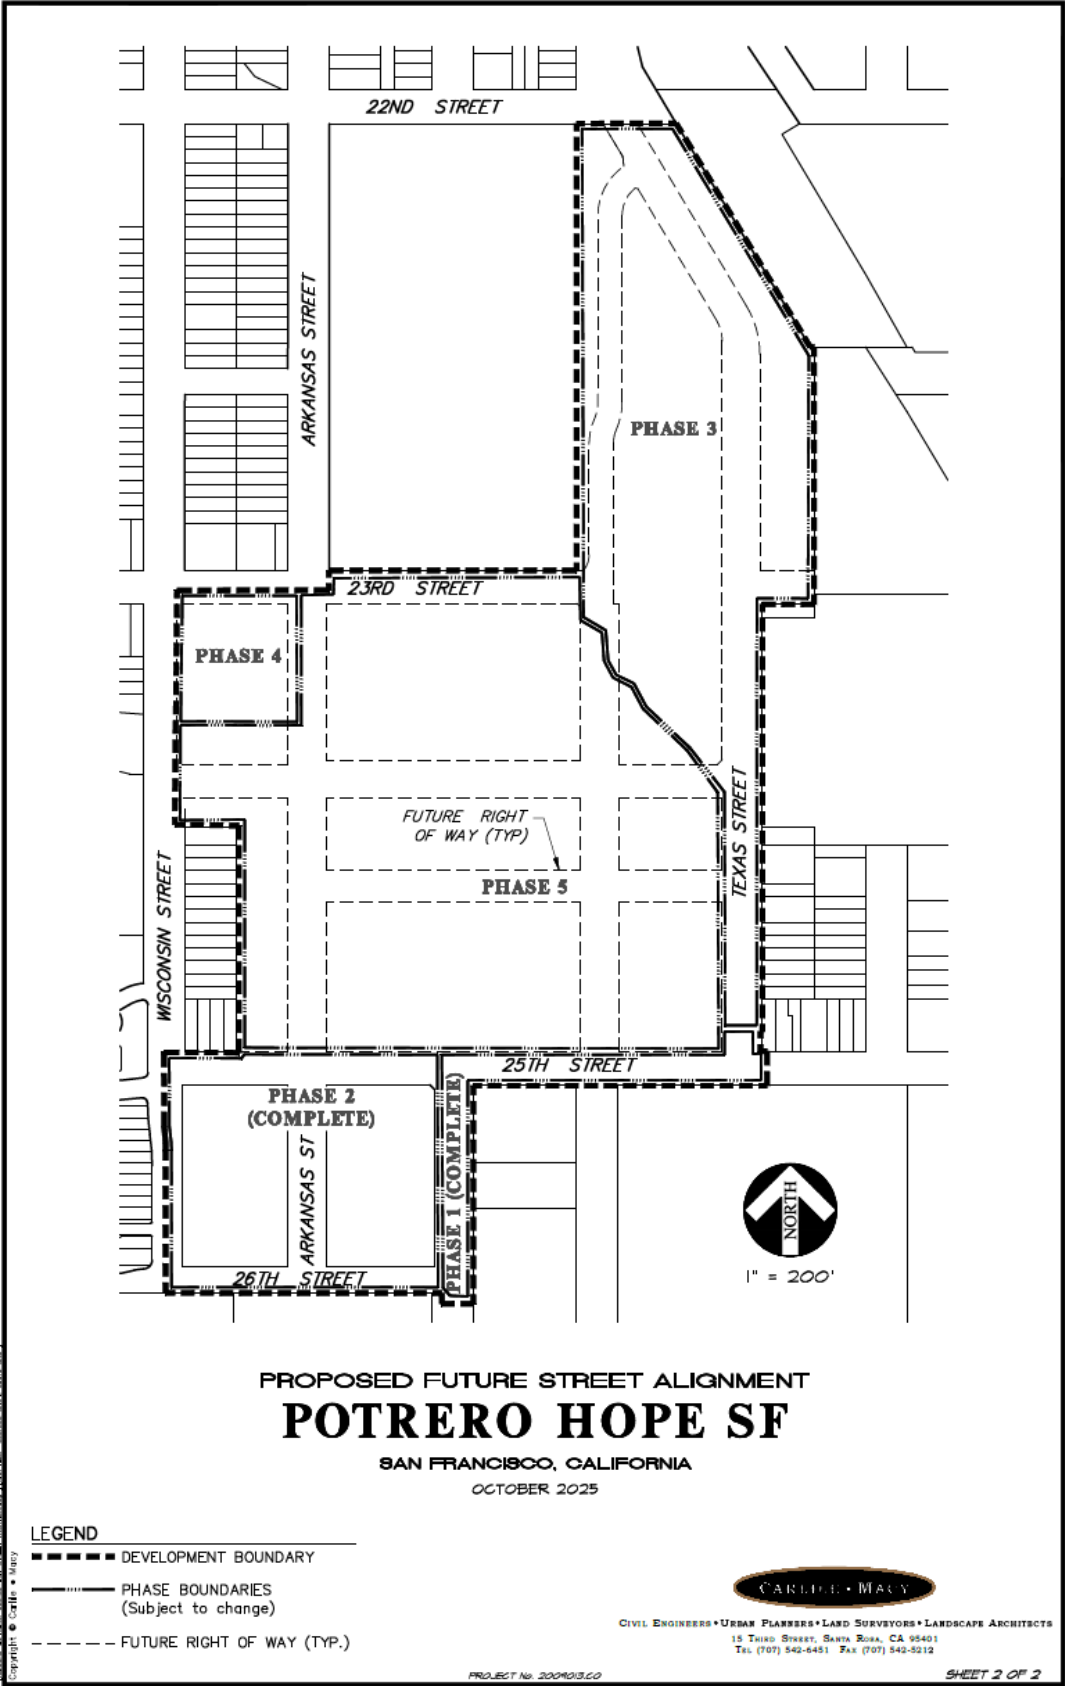 22ND STREET
ARKANSAS STREET
PHASE 3
23RD STREET
PHASE 4
FUTURE RIGHT
OF WAY (TYP)
TEXAS STREET
PHASE 5
WISCONSIN STREET
25TH STREET
PHASE 2
(COMPLETE)
PHASE 1 (COMPLETE)
ARKANSAS ST
26TH STREET
NORTH
1" = 200'
PROPOSED FUTURE STREET ALIGNMENT
POTRERO HOPE SF
SAN FRANCISCO, CALIFORNIA
OCTOBER 2025
LEGEND
DEVELOPMENT BOUNDARY
PHASE BOUNDARIES
(Subject to change)
FUTURE RIGHT OF WAY (TYP.)
CARLILE • MACY
CIVIL ENGINEERS • URBAN PLANNERS • LAND SURVEYORS • LANDSCAPE ARCHITECTS
15 THIRD STREET, SANTA ROSA, CA 95401
TEL (707) 542-6451 FAX (707) 542-5212
Copyright © Carlile • Macy
PROJECT No. 2009013.00
SHEET 2 OF 2